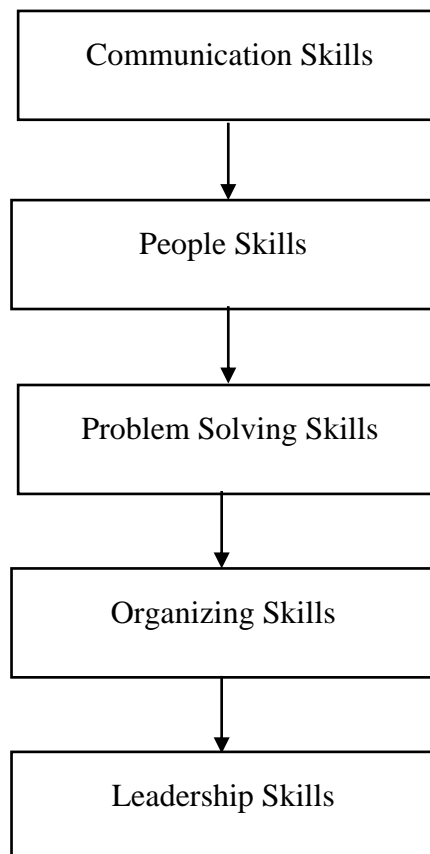 Communication Skills
People Skills
Problem Solving Skills
Organizing Skills
Leadership Skills